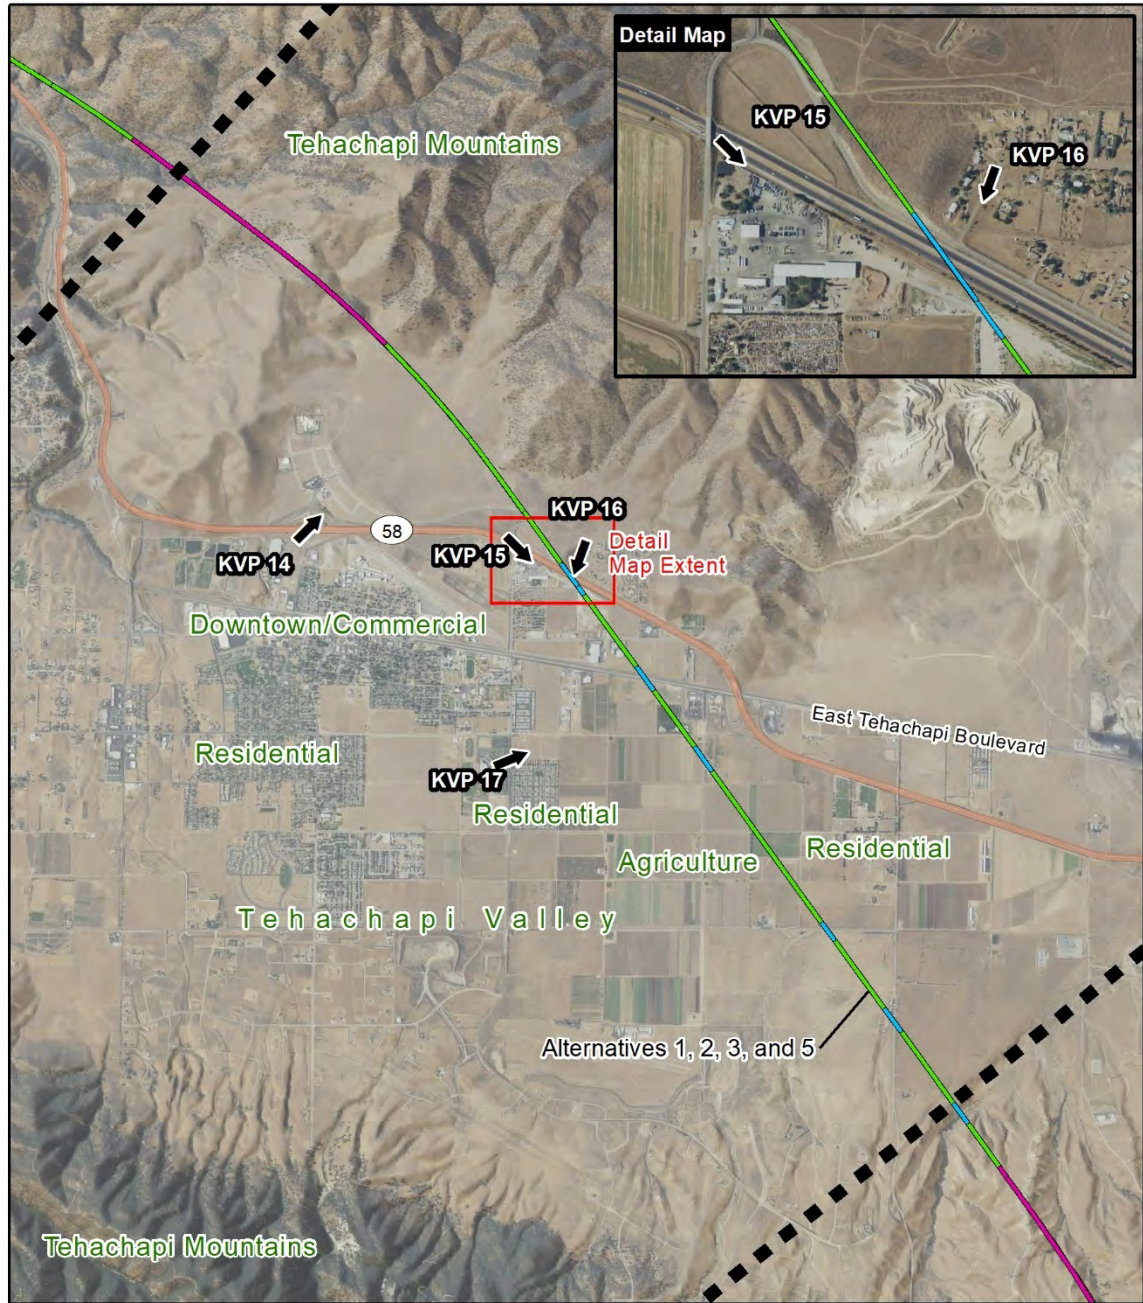 Detail Map
KVP 15
KVP 16
Tehachapi Mountains
KVP 16
58
KVP 15
Detail
Map Extent
KVP 14
Downtown/Commercial
East Tehachapi Boulevard
Residential
KVP 17
Residential
Agriculture
Residential
Tehachapi Valley
Alternatives 1, 2, 3, and 5
Tehachapi Mountains